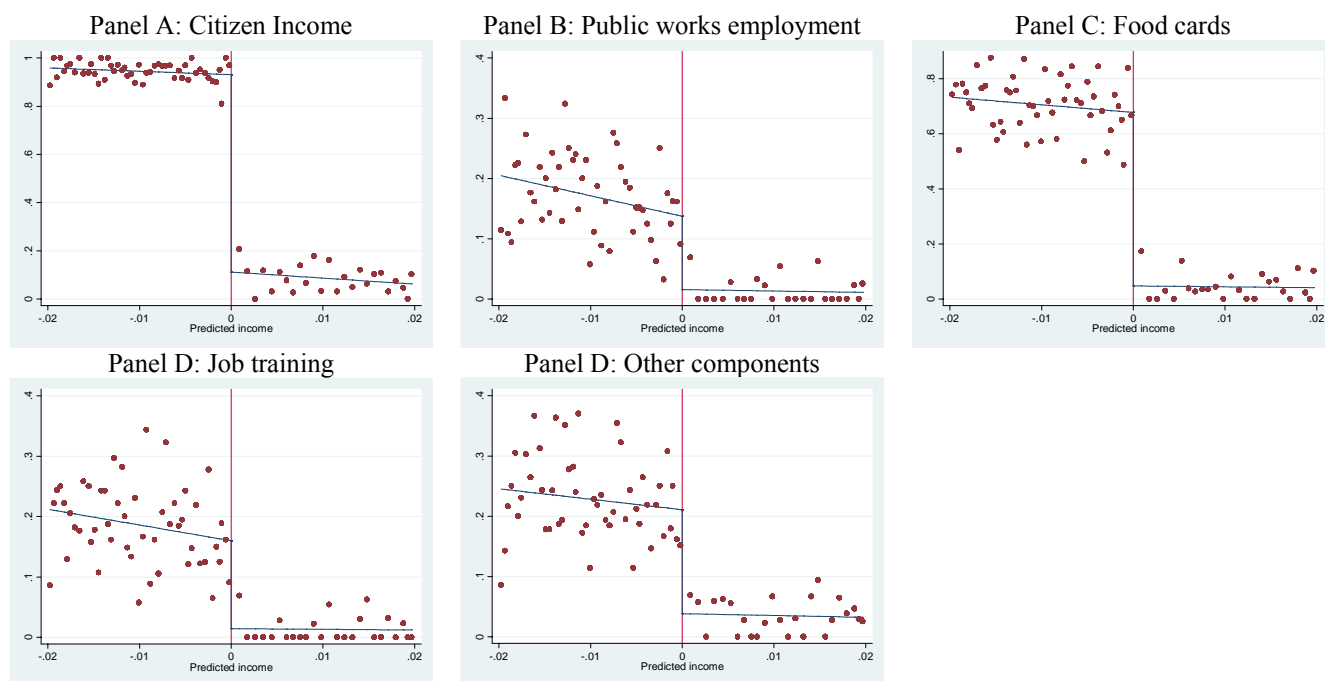 Panel A: Citizen Income
1
.8
.6
.4
.2
0
-.02 -.01 0 .01 .02
Predicted income
Panel B: Public works employment
.4
.3
.2
.1
0
-.02 -.01 0 .01 .02
Predicted income
Panel C: Food cards
.8
.6
.4
.2
0
-.02 -.01 0 .01 .02
Predicted income
Panel D: Job training
.4
.3
.2
.1
0
-.02 -.01 0 .01 .02
Predicted income
Panel D: Other components
.4
.3
.2
.1
0
-.02 -.01 0 .01 .02
Predicted income